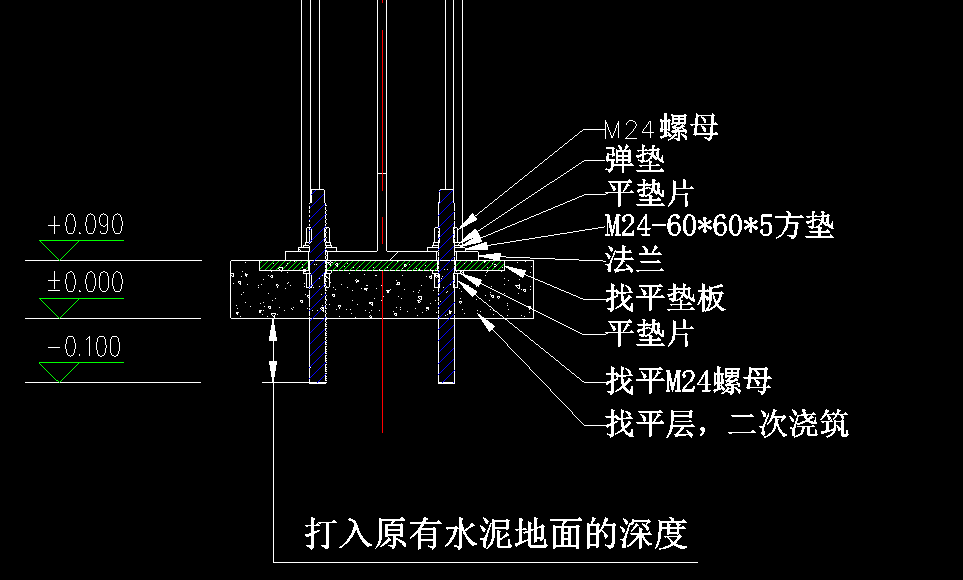 M24螺母
弹垫
平垫片
M24-60*60*5方垫
法兰
找平垫板
平垫片
找平M24螺母
找平层，二次浇筑
+0.090
±0.000
-0.100
打入原有水泥地面的深度